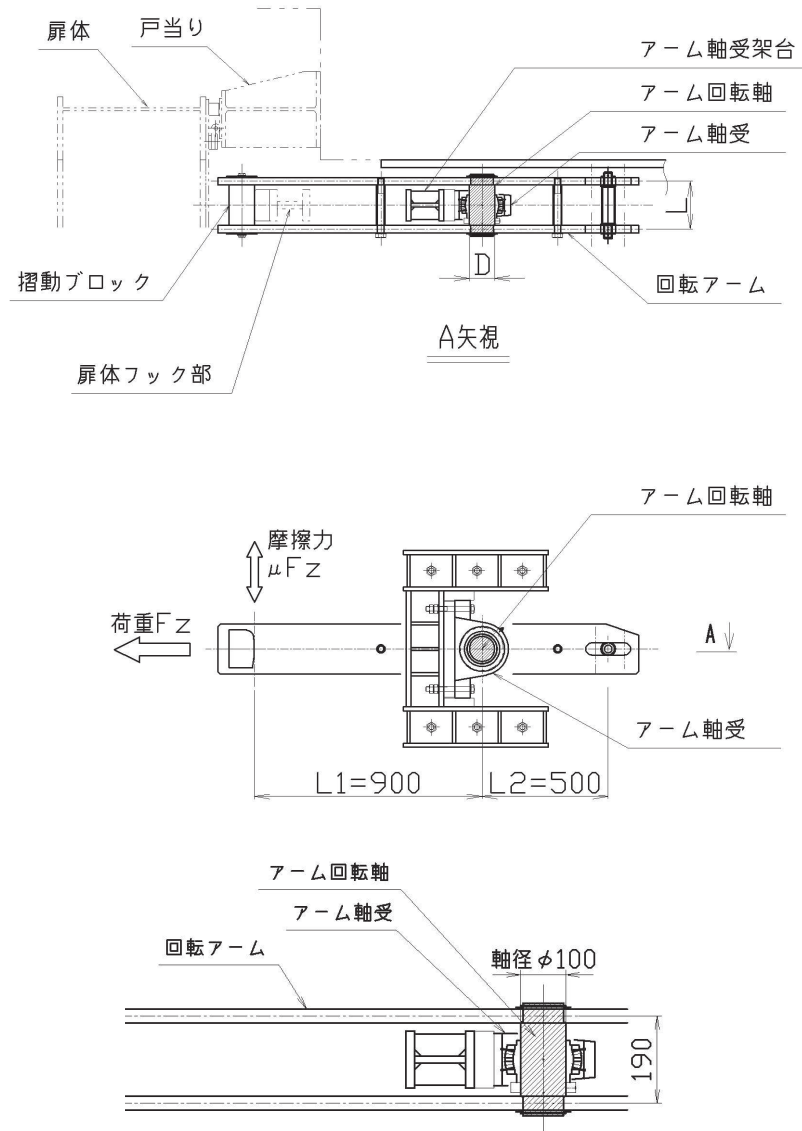 扉体
戸当り
アーム軸受架台
アーム回転軸
アーム軸受
L
D
摺動ブロック
回転アーム
A矢視
扉体フック部
アーム回転軸
摩擦力
μFz
荷重Fz
A
アーム軸受
L1=900
L2=500
アーム回転軸
アーム軸受
回転アーム
軸径φ100
190